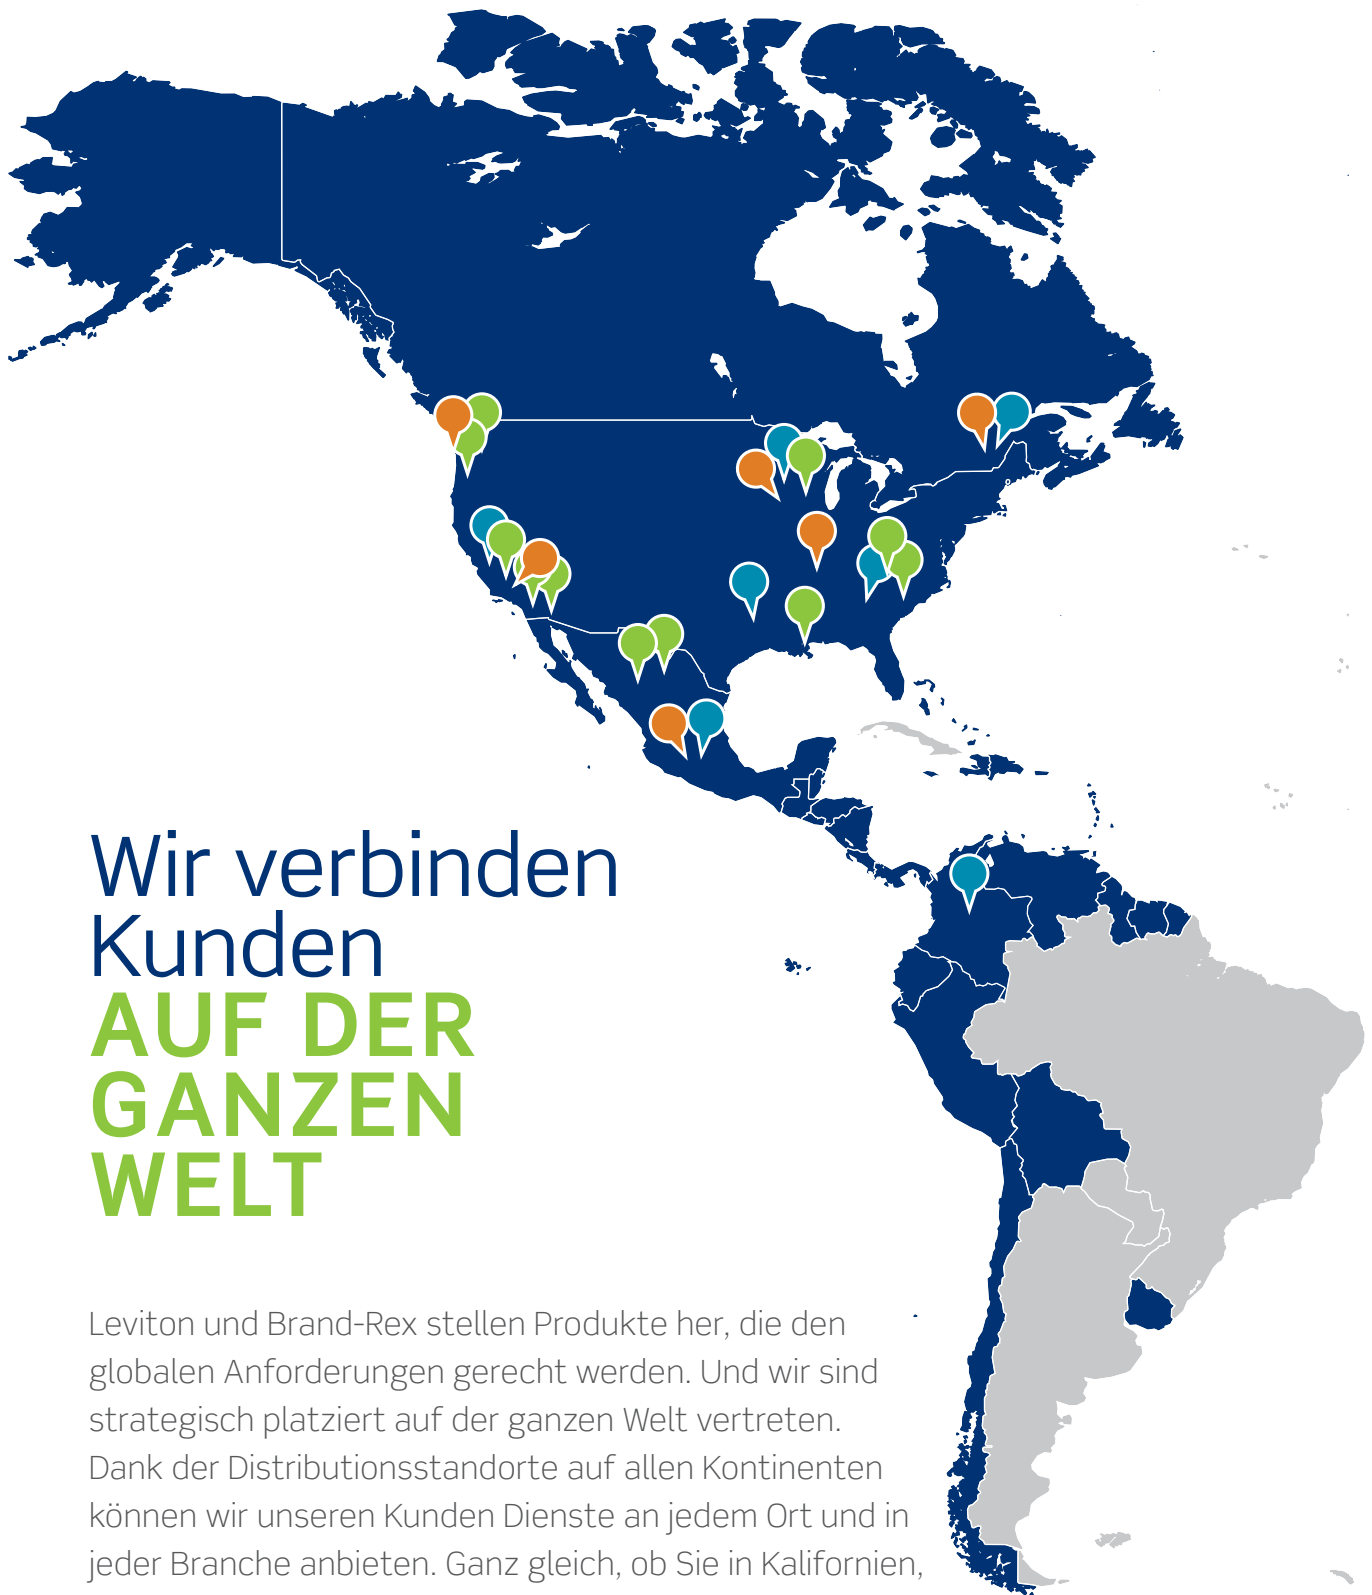 Wir verbinden
Kunden
AUF DER
GANZEN
WELT
Leviton und Brand-Rex stellen Produkte her, die den
globalen Anforderungen gerecht werden. Und wir sind
strategisch platziert auf der ganzen Welt vertreten.
Dank der Distributionsstandorte auf allen Kontinenten
können wir unseren Kunden Dienste an jedem Ort und in
jeder Branche anbieten. Ganz gleich, ob Sie in Kalifornien,